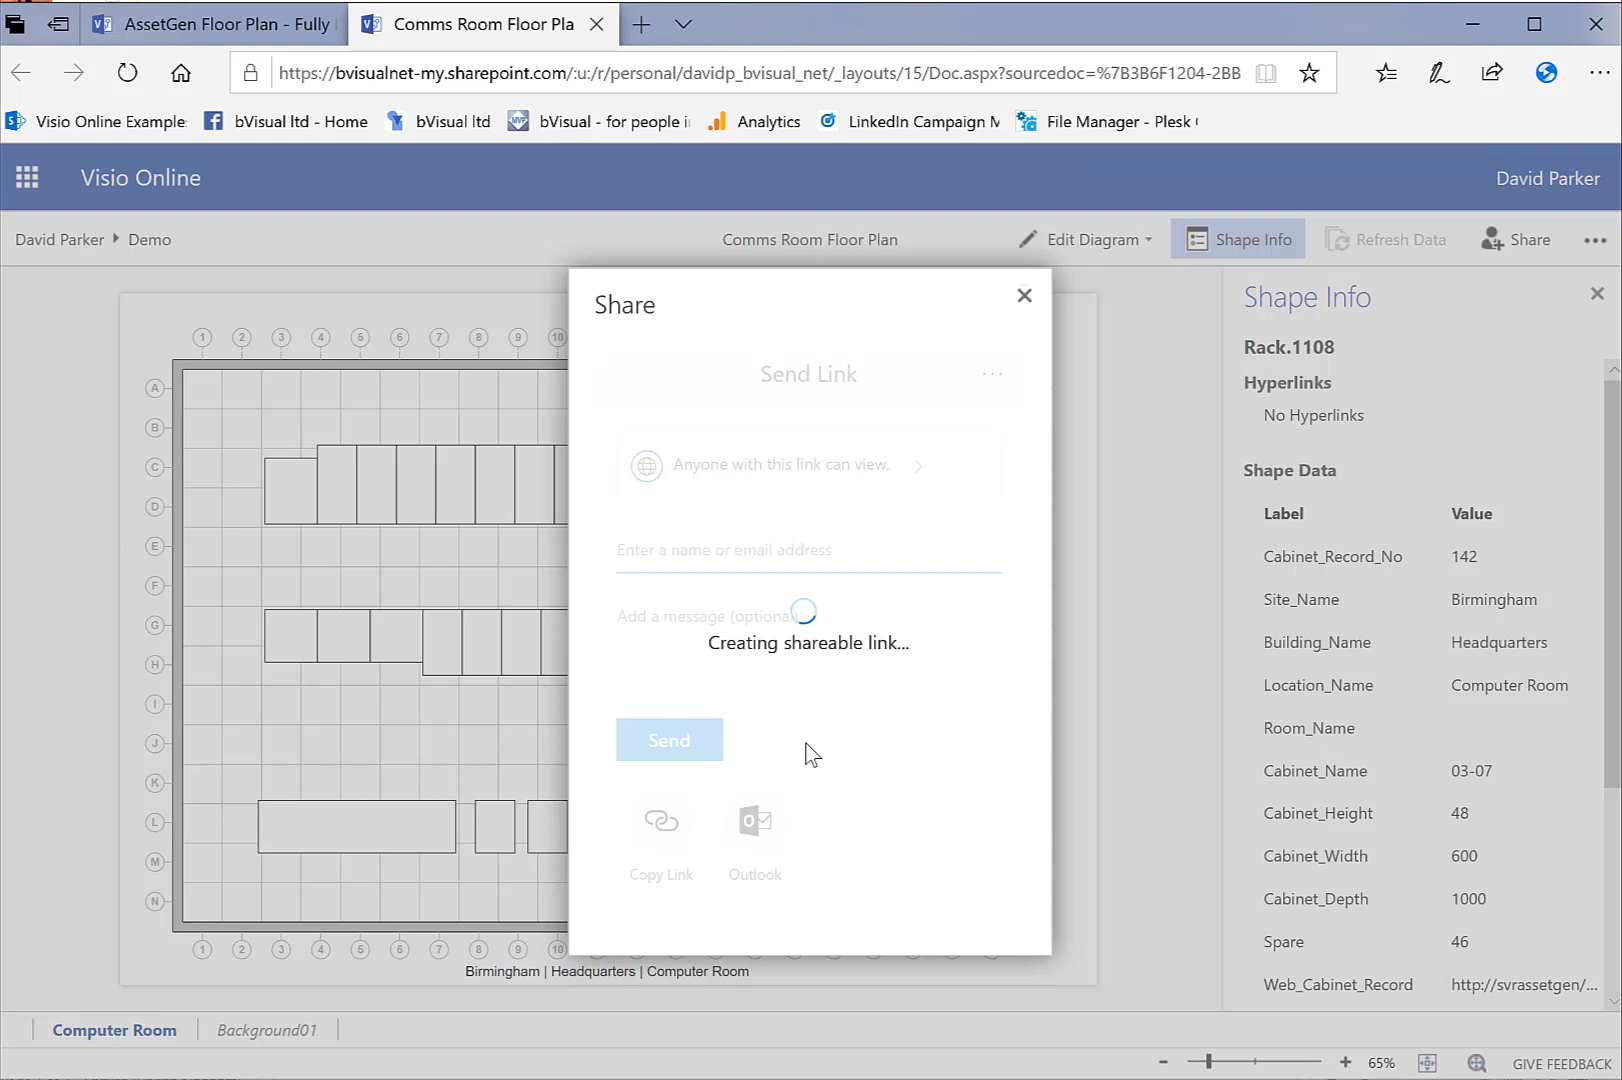 AssetGen Floor Plan - Fully
Comms Room Floor Pla
https://bvisualnet-my.sharepoint.com/:u:/r/personal/davidp_bvisual_net/_layouts/15/Doc.aspx?sourcedoc=%7B3B6F1204-2BB
Visio Online Example
bVisual ltd - Home
bVisual ltd
MVP
bVisual - for people i
Analytics
LinkedIn Campaign M
File Manager - Plesk
Visio Online
David Parker
David Parker
Demo
Comms Room Floor Plan
Edit Diagram
Shape Info
Refresh Data
Share
1 2 3 4 5 6 7 8 9 10
A
B
C
D
E
F
G
H
I
J
K
L
M
N
1 2 3 4 5 6 7 8 9 10
Birmingham | Headquarters | Computer Room
Share
Send Link
Anyone with this link can view.
Enter a name or email address
Add a message (optional)
Creating shareable link...
Send
Copy Link
Outlook
Shape Info
Rack.1108
Hyperlinks
No Hyperlinks
Shape Data
Label Value
Cabinet_Record_No 142
Site_Name Birmingham
Building_Name Headquarters
Location_Name Computer Room
Room_Name
Cabinet_Name 03-07
Cabinet_Height 48
Cabinet_Width 600
Cabinet_Depth 1000
Spare 46
Web_Cabinet_Record http://svrassetgen/...
Computer Room
Background01
65%
GIVE FEEDBACK